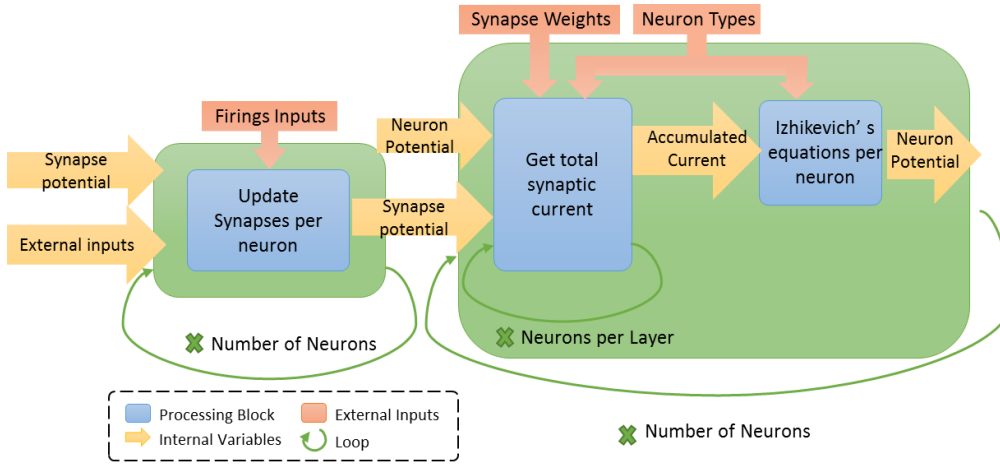 Synapse Weights
Neuron Types
Firings Inputs
Synapse
potential
External inputs
Update
Synapses per
neuron
Neuron
Potential
Synapse
potential
Get total
synaptic
current
Accumulated
Current
Izhikevich' s
equations per
neuron
Neuron
Potential
Number of Neurons
Neurons per Layer
Number of Neurons
Processing Block
External Inputs
Internal Variables
Loop